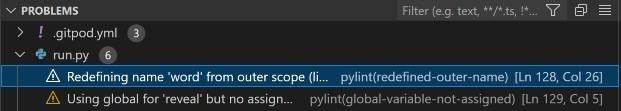 PROBLEMS Filter (e.g. text, **/*.ts, !*...
! .gitpod.yml 3
run.py 6
Redefining name 'word' from outer scope (li... pylint(redefined-outer-name) [Ln 128, Col 26]
Using global for 'reveal' but no assign... pylint(global-variable-not-assigned) [Ln 129, Col 5]